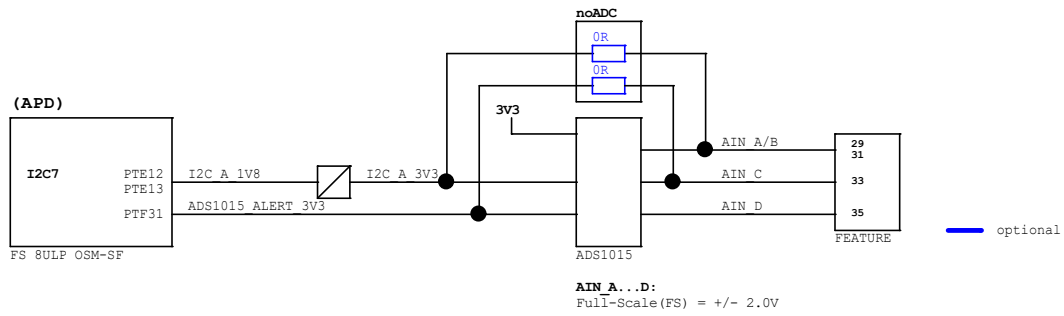 noADC
0R
0R
(APD)
3V3
I2C7
PTE12
PTE13
PTF31
I2C_A_1V8
I2C_A_3V3
ADS1015_ALERT_3V3
AIN_A/B
AIN_C
AIN_D
29
31
33
35
FS 8ULP OSM-SF
ADS1015
FEATURE
optional
AIN_A...D:
Full-Scale(FS) = +/- 2.0V